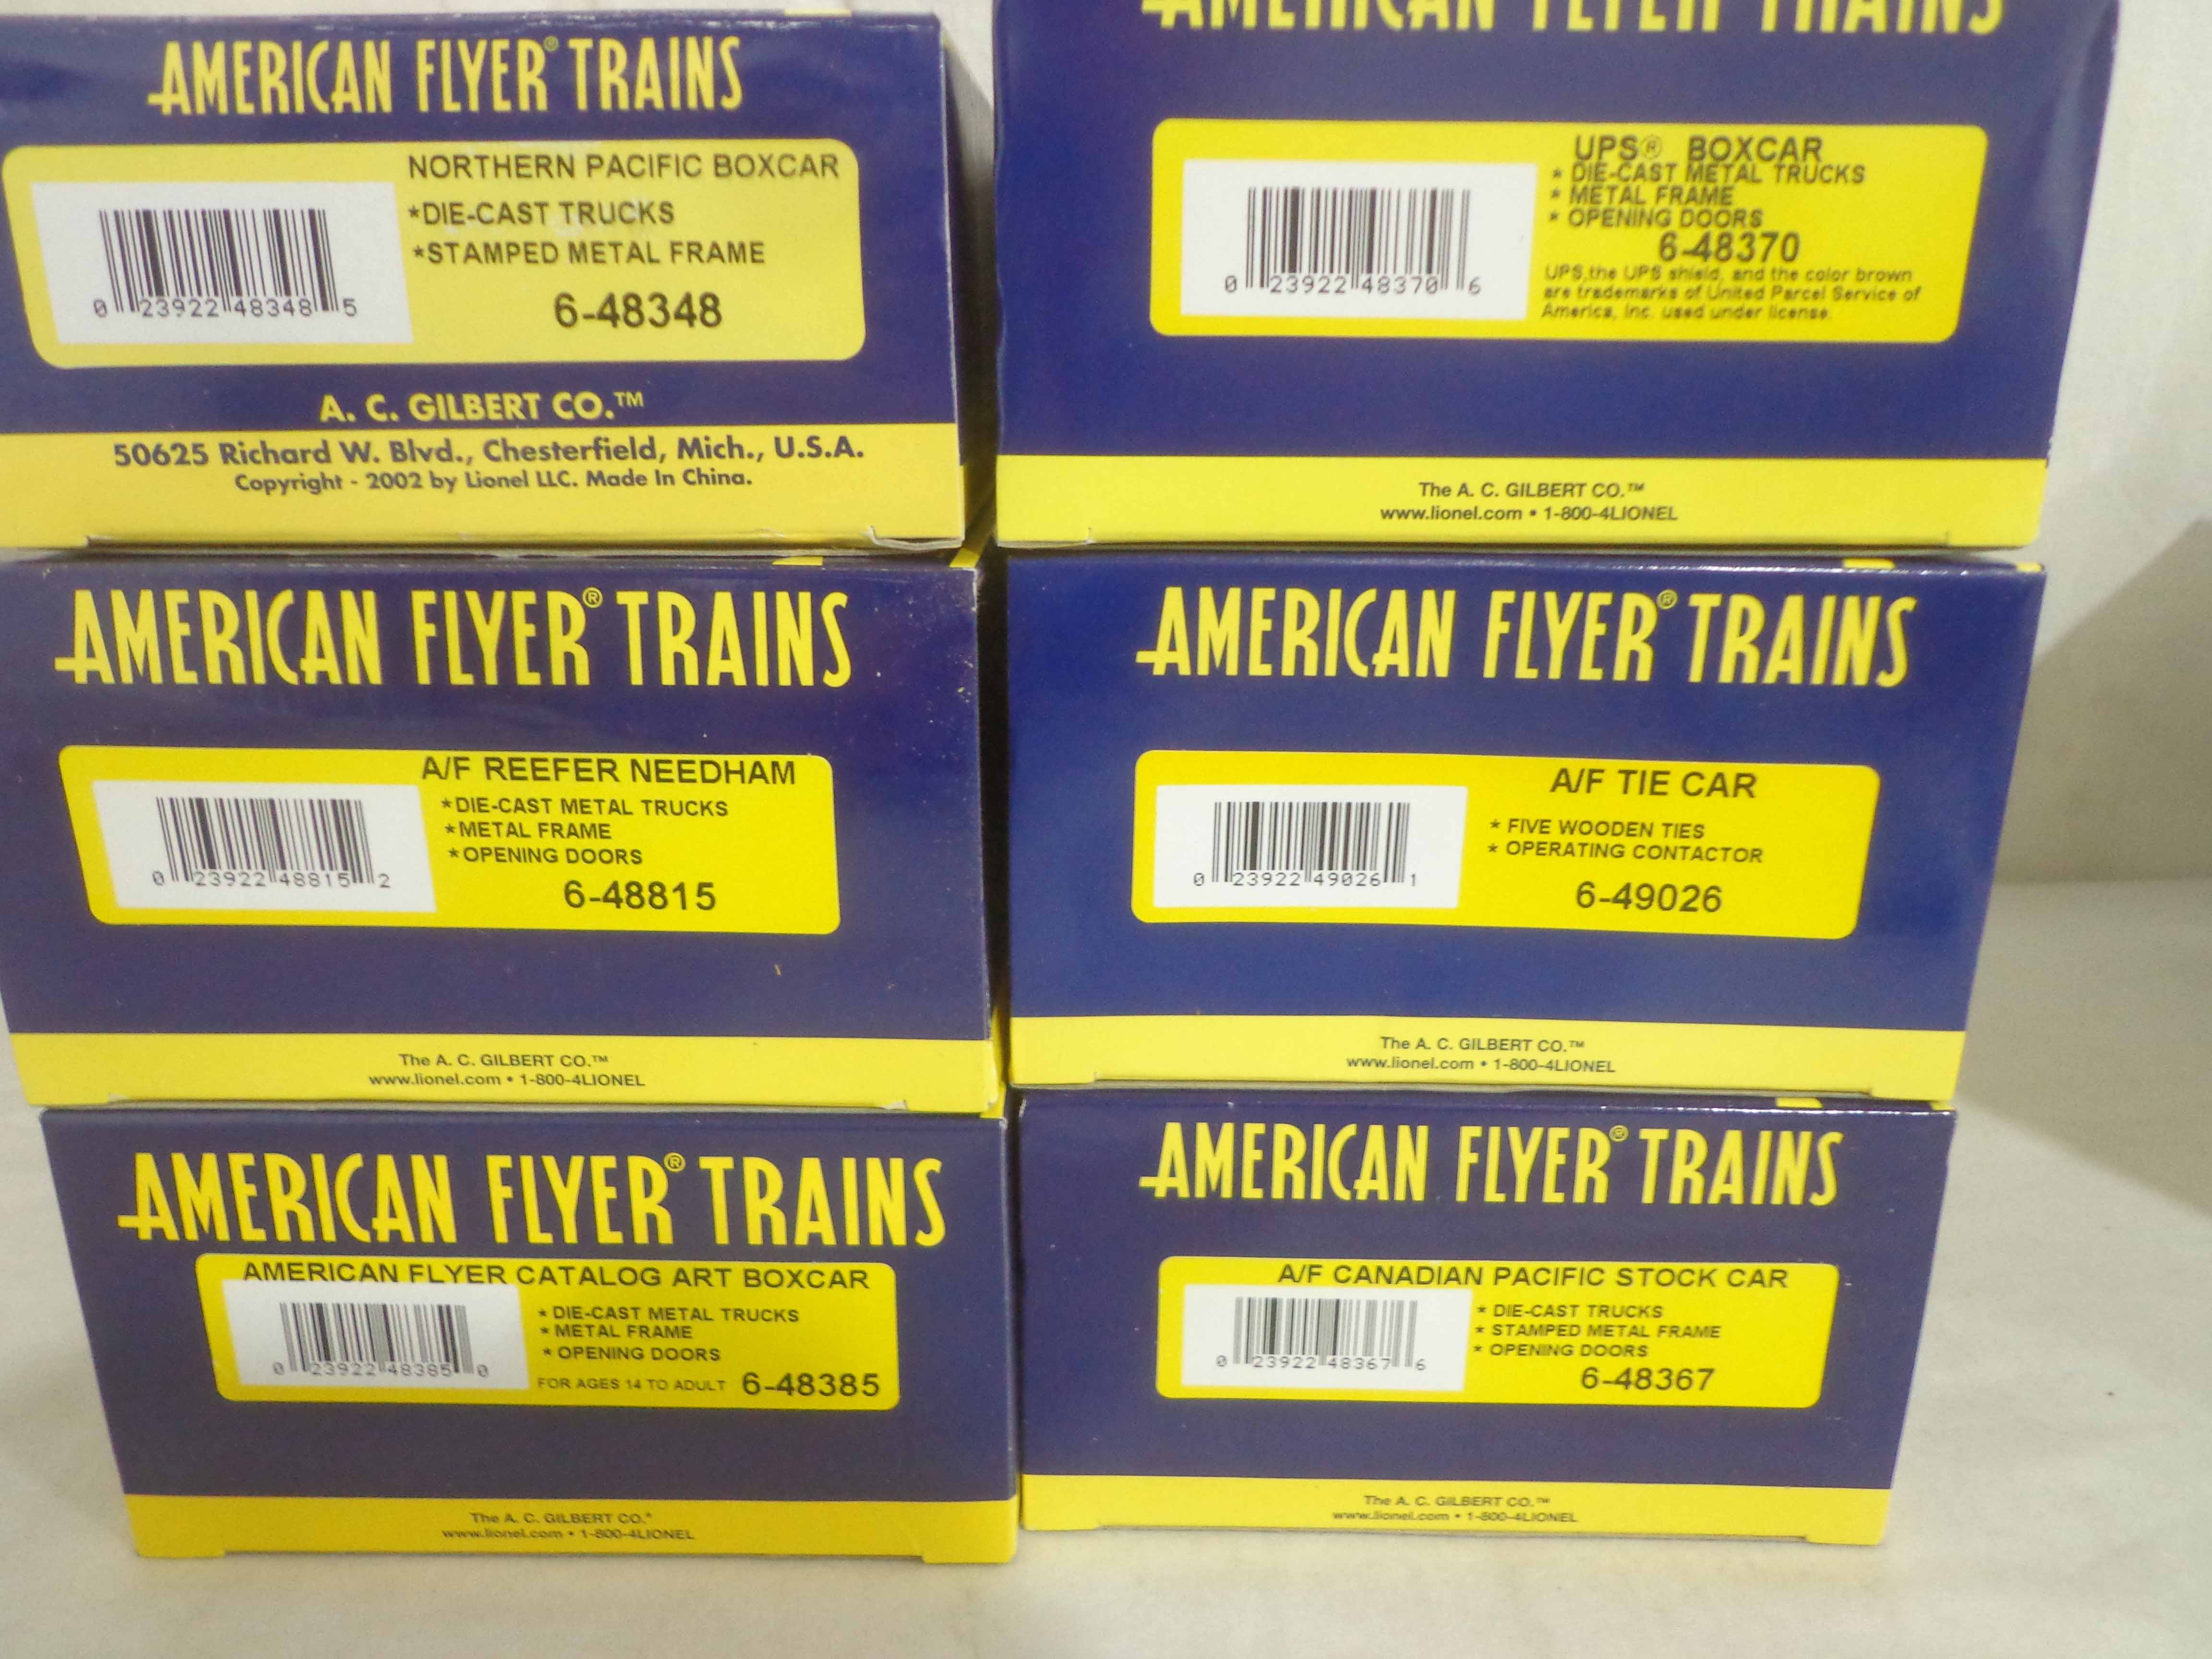 AMERICAN FLYER® TRAINS
NORTHERN PACIFIC BOXCAR
*DIE-CAST TRUCKS
*STAMPED METAL FRAME
6-48348
0 23922 48348 5
A. C. GILBERT CO.™
50625 Richard W. Blvd., Chesterfield, Mich., U.S.A.
Copyright - 2002 by Lionel LLC. Made In China.
AMERICAN FLYER TRAINS
UPS® BOXCAR
* DIE-CAST METAL TRUCKS
* METAL FRAME
* OPENING DOORS
6-48370
UPS,the UPS shield, and the color brown
are trademarks of United Parcel Service of
America, Inc. used under license.
0 23922 48370 6
The A. C. GILBERT CO.™
www.lionel.com • 1-800-4LIONEL
AMERICAN FLYER® TRAINS
A/F REEFER NEEDHAM
*DIE-CAST METAL TRUCKS
*METAL FRAME
*OPENING DOORS
6-48815
0 23922 48815 2
The A. C. GILBERT CO.™
www.lionel.com • 1-800-4LIONEL
AMERICAN FLYER® TRAINS
A/F TIE CAR
* FIVE WOODEN TIES
* OPERATING CONTACTOR
6-49026
0 23922 49026 1
The A. C. GILBERT CO.™
www.lionel.com • 1-800-4LIONEL
AMERICAN FLYER® TRAINS
AMERICAN FLYER CATALOG ART BOXCAR
* DIE-CAST METAL TRUCKS
* METAL FRAME
* OPENING DOORS
FOR AGES 14 TO ADULT 6-48385
0 23922 48385 0
The A. C. GILBERT CO.®
www.lionel.com • 1-800-4LIONEL
AMERICAN FLYER® TRAINS
A/F CANADIAN PACIFIC STOCK CAR
* DIE-CAST TRUCKS
* STAMPED METAL FRAME
* OPENING DOORS
6-48367
0 23922 48367 6
The A. C. GILBERT CO.™
www.lionel.com • 1-800-4LIONEL